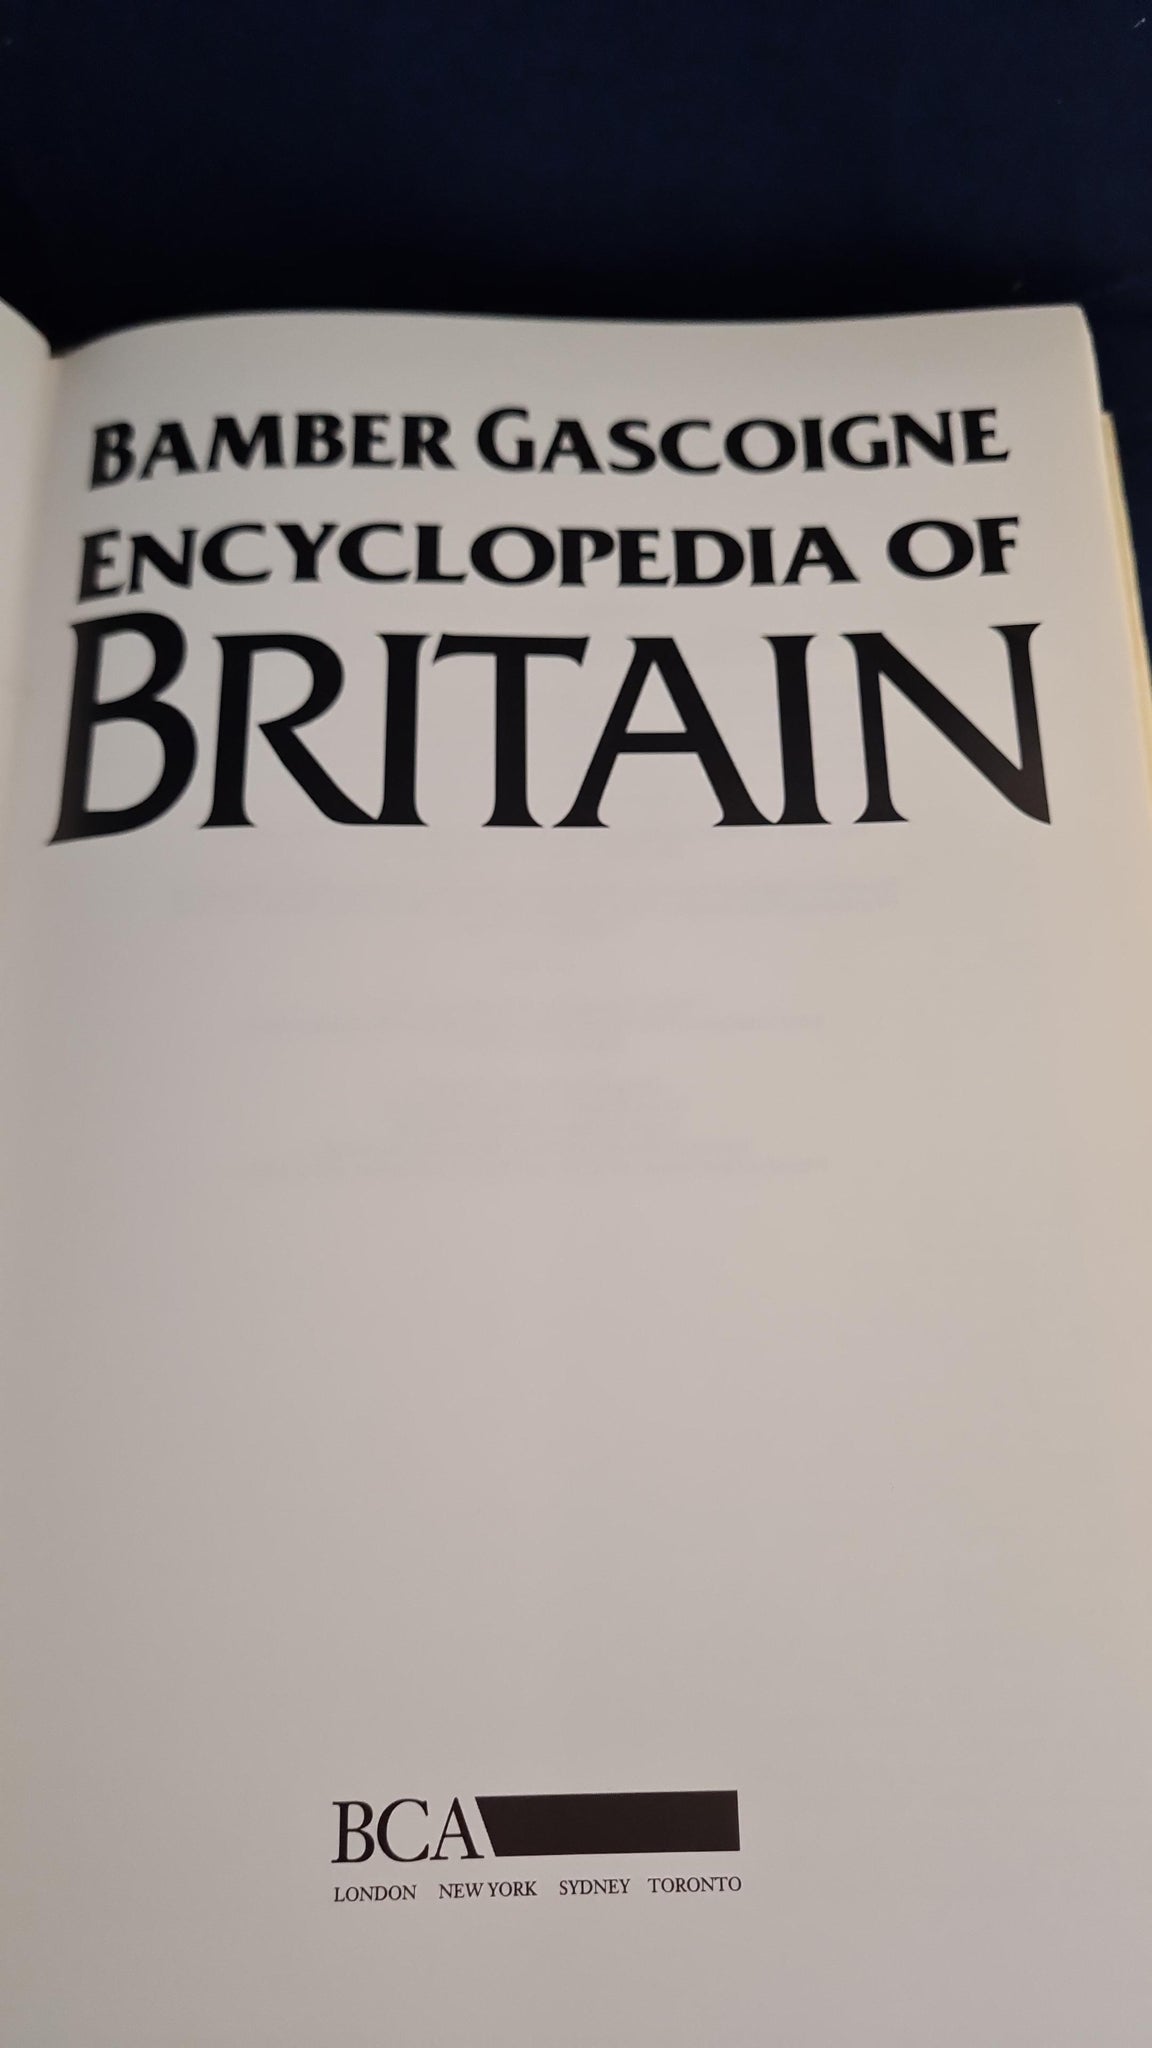 BAMBER GASCOIGNE
ENCYCLOPEDIA OF
BRITAIN
BCA
LONDON NEW YORK SYDNEY TORONTO